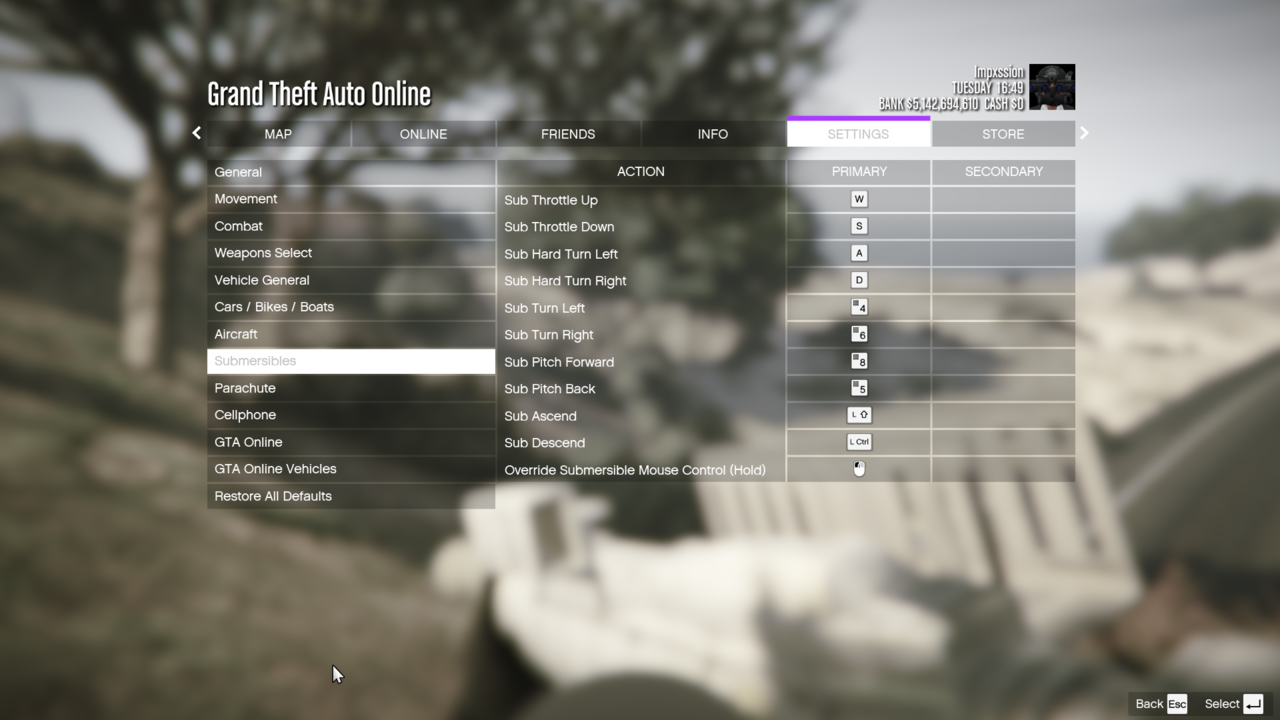 Grand Theft Auto Online
Impxssion
TUESDAY 16:49
BANK $5,142,694,610 CASH $0
MAP ONLINE FRIENDS INFO SETTINGS STORE
General ACTION PRIMARY SECONDARY
Movement Sub Throttle Up W
Combat Sub Throttle Down S
Weapons Select Sub Hard Turn Left A
Vehicle General Sub Hard Turn Right D
Cars / Bikes / Boats Sub Turn Left 4
Aircraft Sub Turn Right 6
Submersibles Sub Pitch Forward 8
Parachute Sub Pitch Back 5
Cellphone Sub Ascend L ⇧
GTA Online Sub Descend L Ctrl
GTA Online Vehicles Override Submersible Mouse Control (Hold)
Restore All Defaults
Back Esc Select